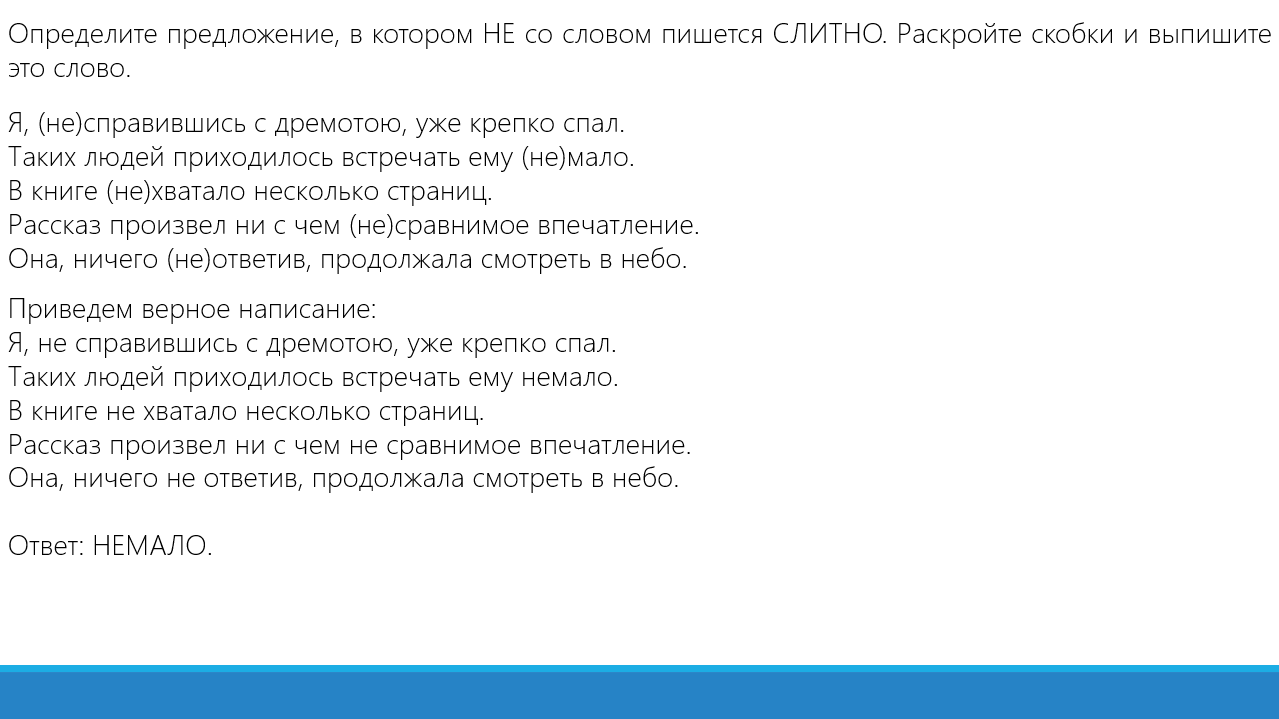 Определите предложение, в котором НЕ со словом пишется СЛИТНО. Раскройте скобки и выпишите
это слово.
Я, (не)справившись с дремотою, уже крепко спал.
Таких людей приходилось встречать ему (не)мало.
В книге (не)хватало несколько страниц.
Рассказ произвел ни с чем (не)сравнимое впечатление.
Она, ничего (не)ответив, продолжала смотреть в небо.
Приведем верное написание:
Я, не справившись с дремотою, уже крепко спал.
Таких людей приходилось встречать ему немало.
В книге не хватало несколько страниц.
Рассказ произвел ни с чем не сравнимое впечатление.
Она, ничего не ответив, продолжала смотреть в небо.
Ответ: НЕМАЛО.